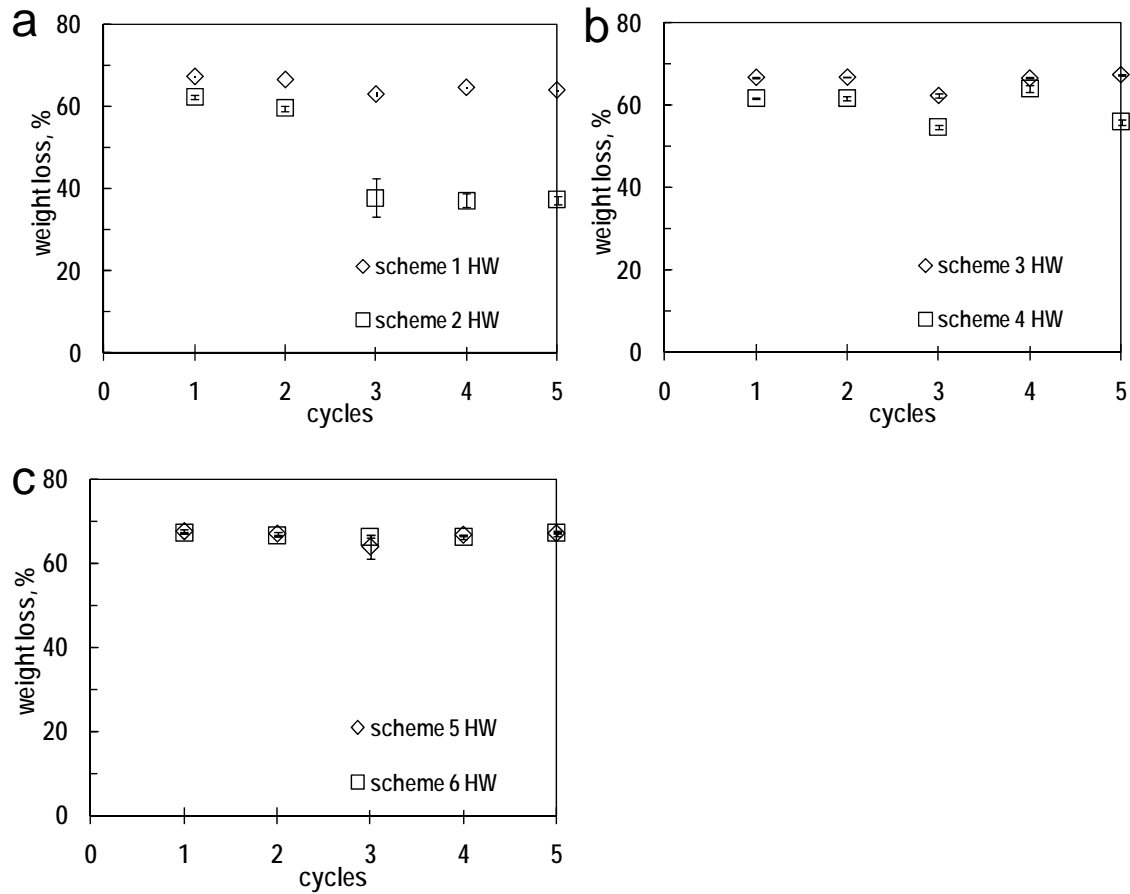 a
weight loss, %
80
60
40
20
0
0 1 2 3 4 5
cycles
scheme 1 HW
scheme 2 HW
b
weight loss, %
80
60
40
20
0
0 1 2 3 4 5
cycles
scheme 3 HW
scheme 4 HW
c
weight loss, %
80
60
40
20
0
0 1 2 3 4 5
cycles
scheme 5 HW
scheme 6 HW